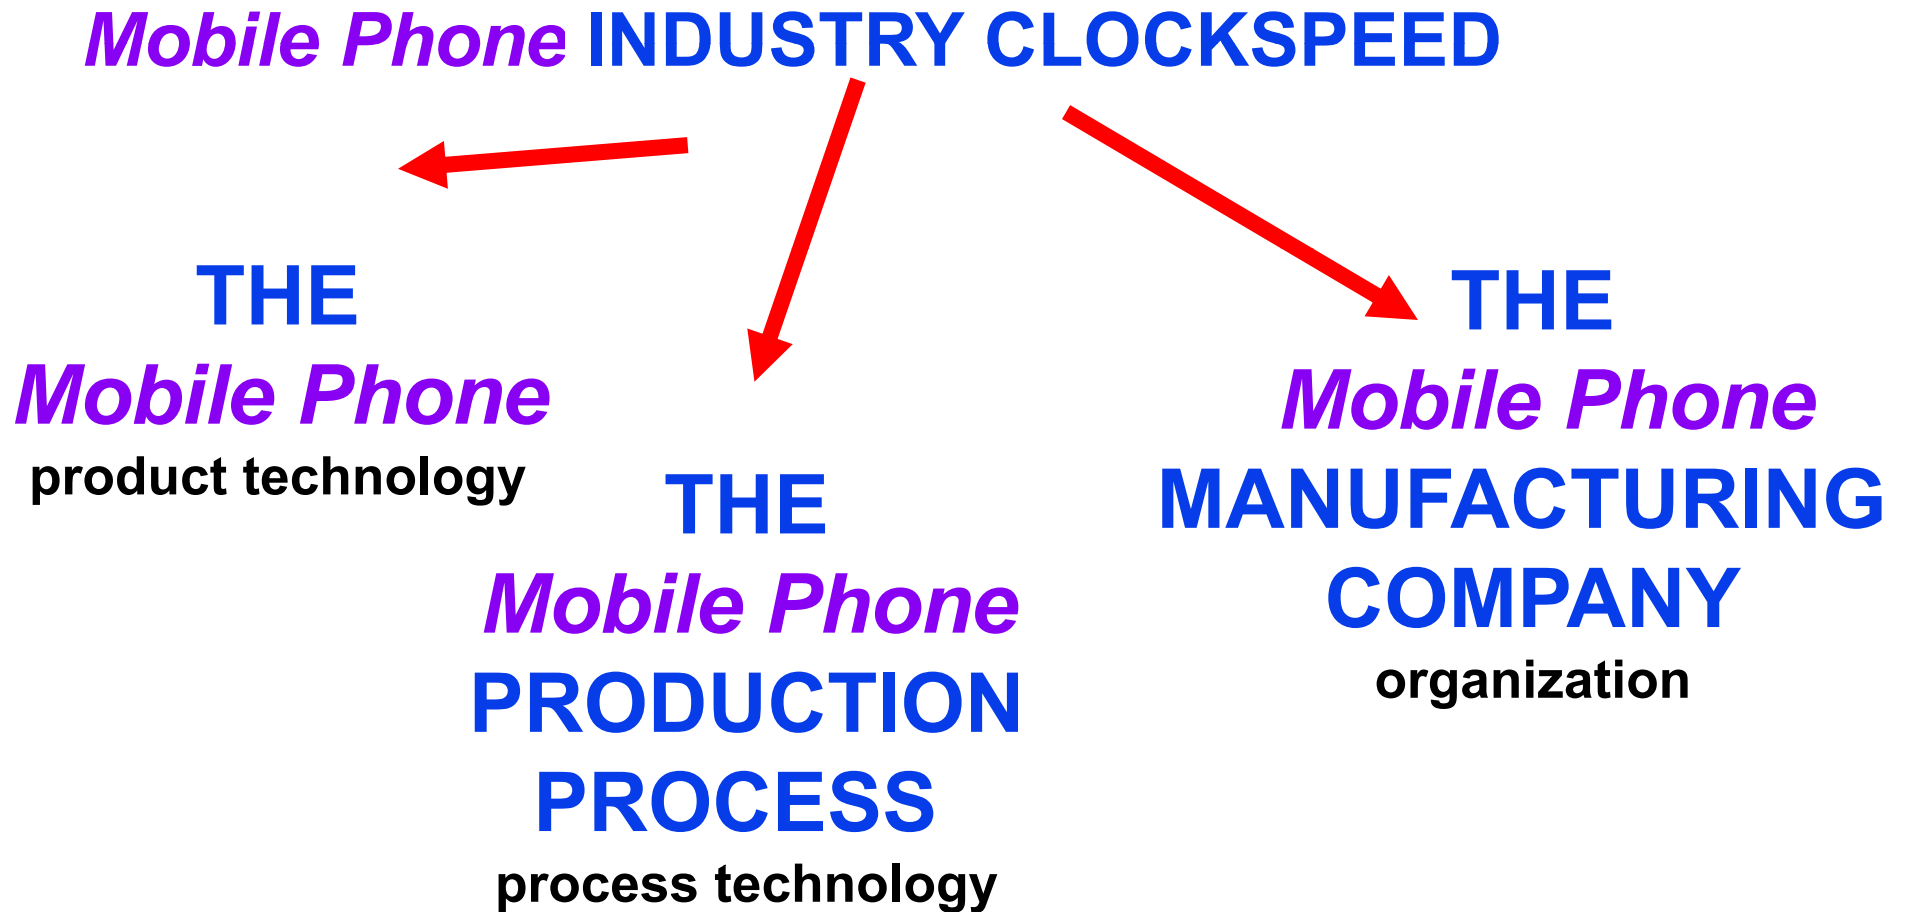 Mobile Phone INDUSTRY CLOCKSPEED
THE
Mobile Phone
product technology
THE
Mobile Phone
PRODUCTION
PROCESS
process technology
THE
Mobile Phone
MANUFACTURING
COMPANY
organization